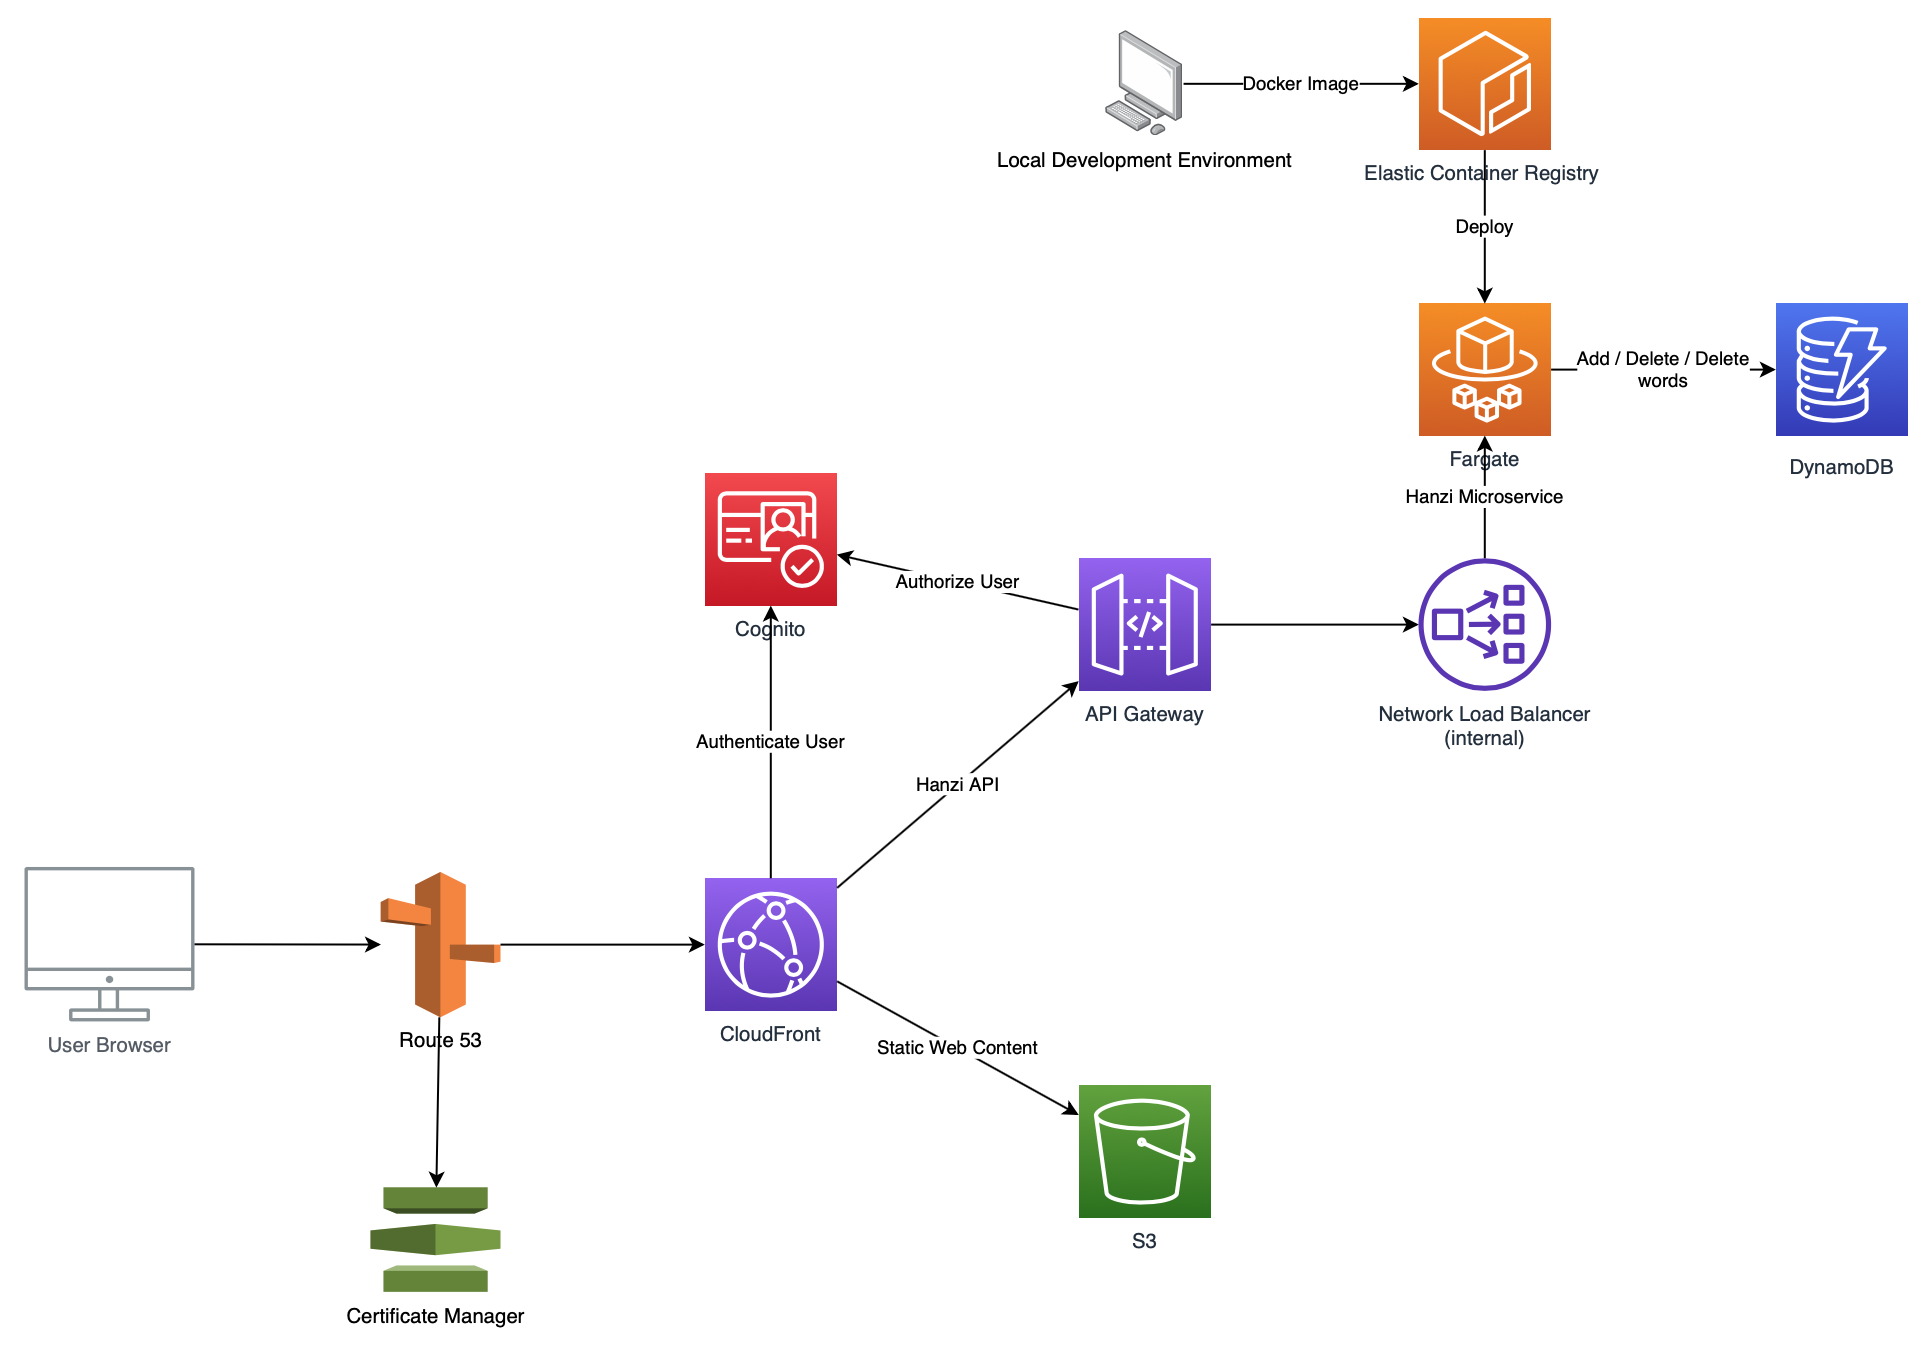 Docker Image
Local Development Environment
Elastic Container Registry
Deploy
Add / Delete / Delete
words
Fargate
DynamoDB
Hanzi Microservice
Authorize User
Cognito
API Gateway
Network Load Balancer
(internal)
Authenticate User
Hanzi API
User Browser
Route 53
CloudFront
Static Web Content
S3
Certificate Manager